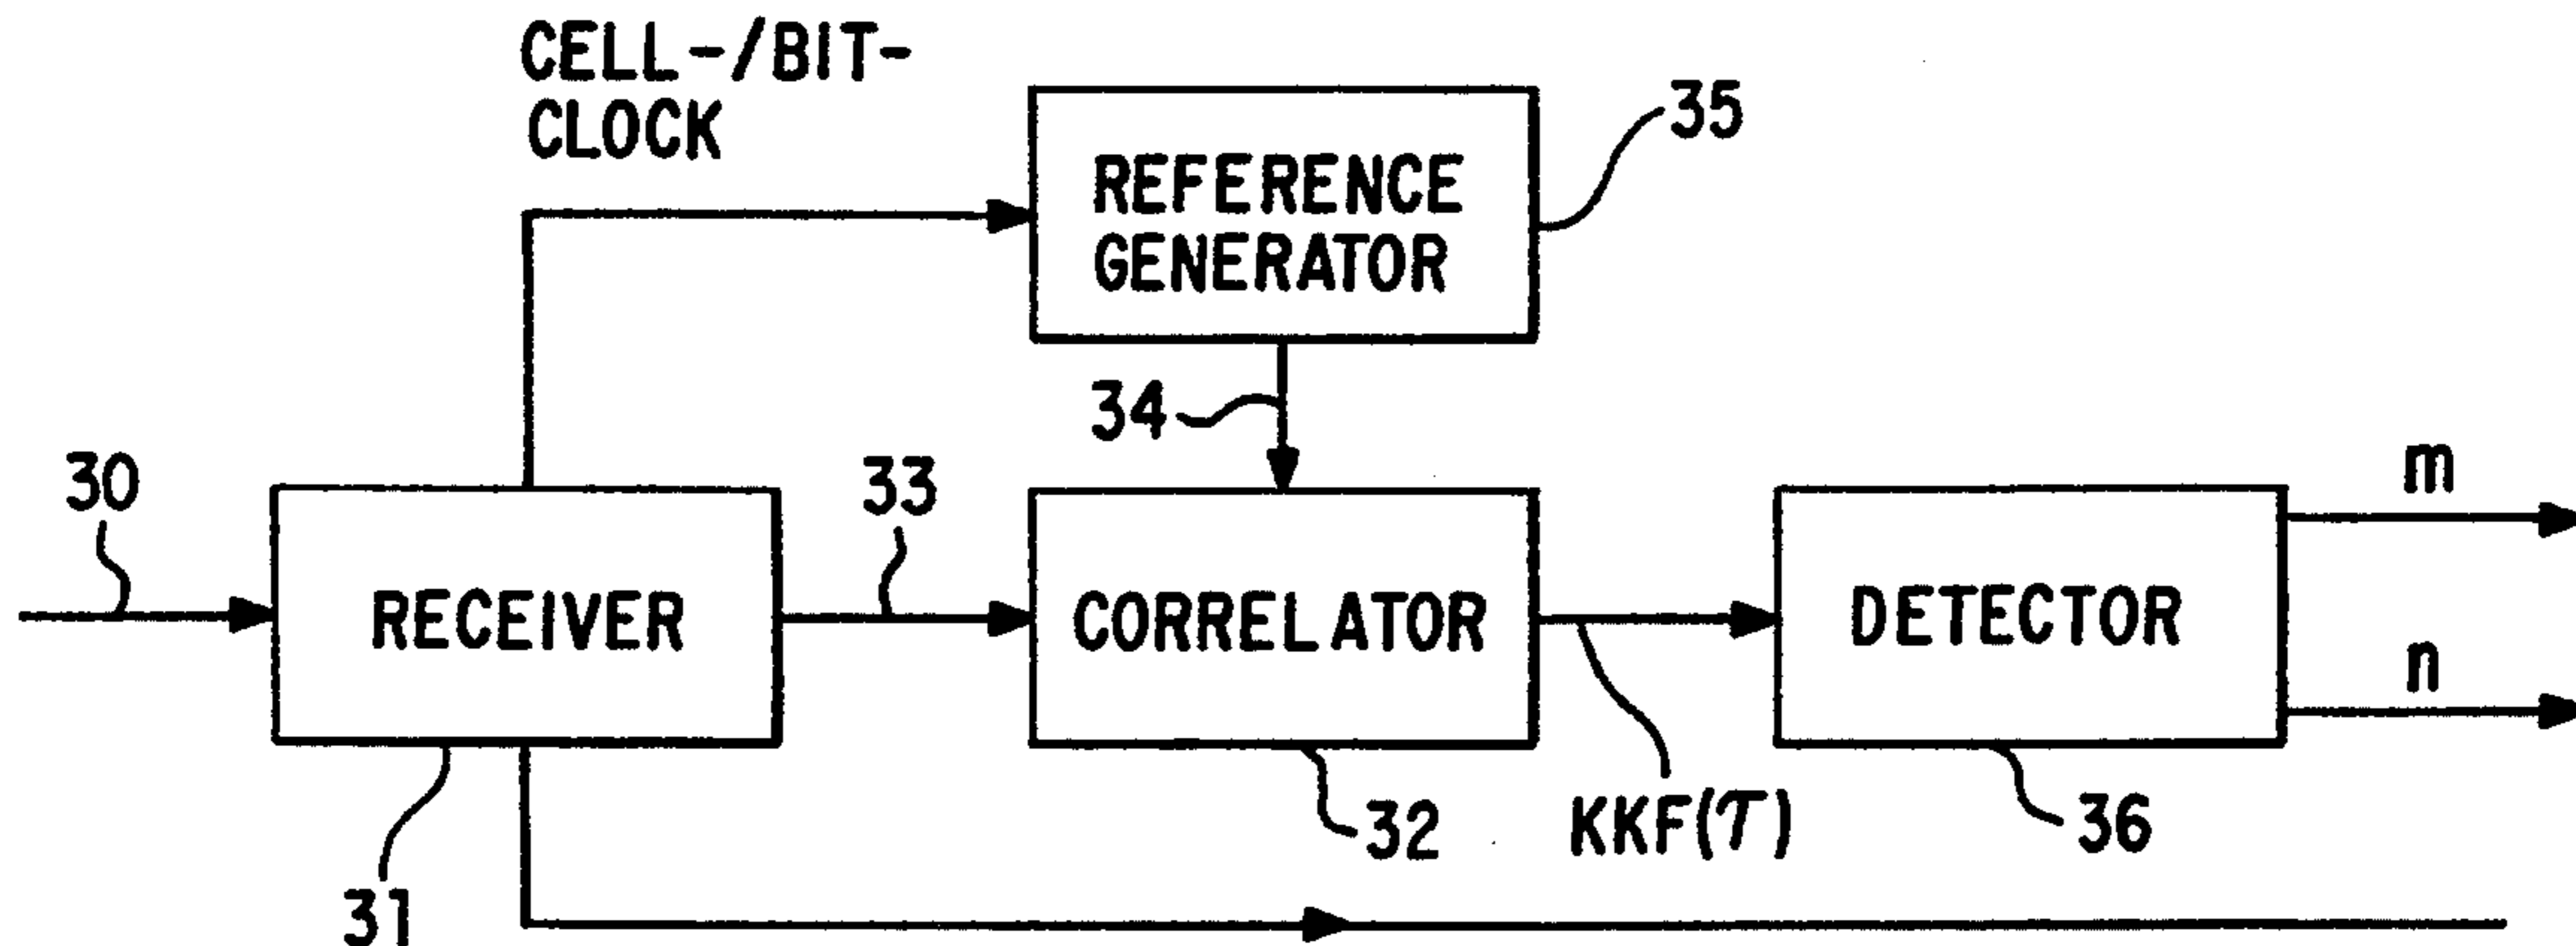 CELL-/BIT-
CLOCK
35
REFERENCE
GENERATOR
34
30
33
m
RECEIVER
CORRELATOR
DETECTOR
n
31
32
KKF(τ)
36